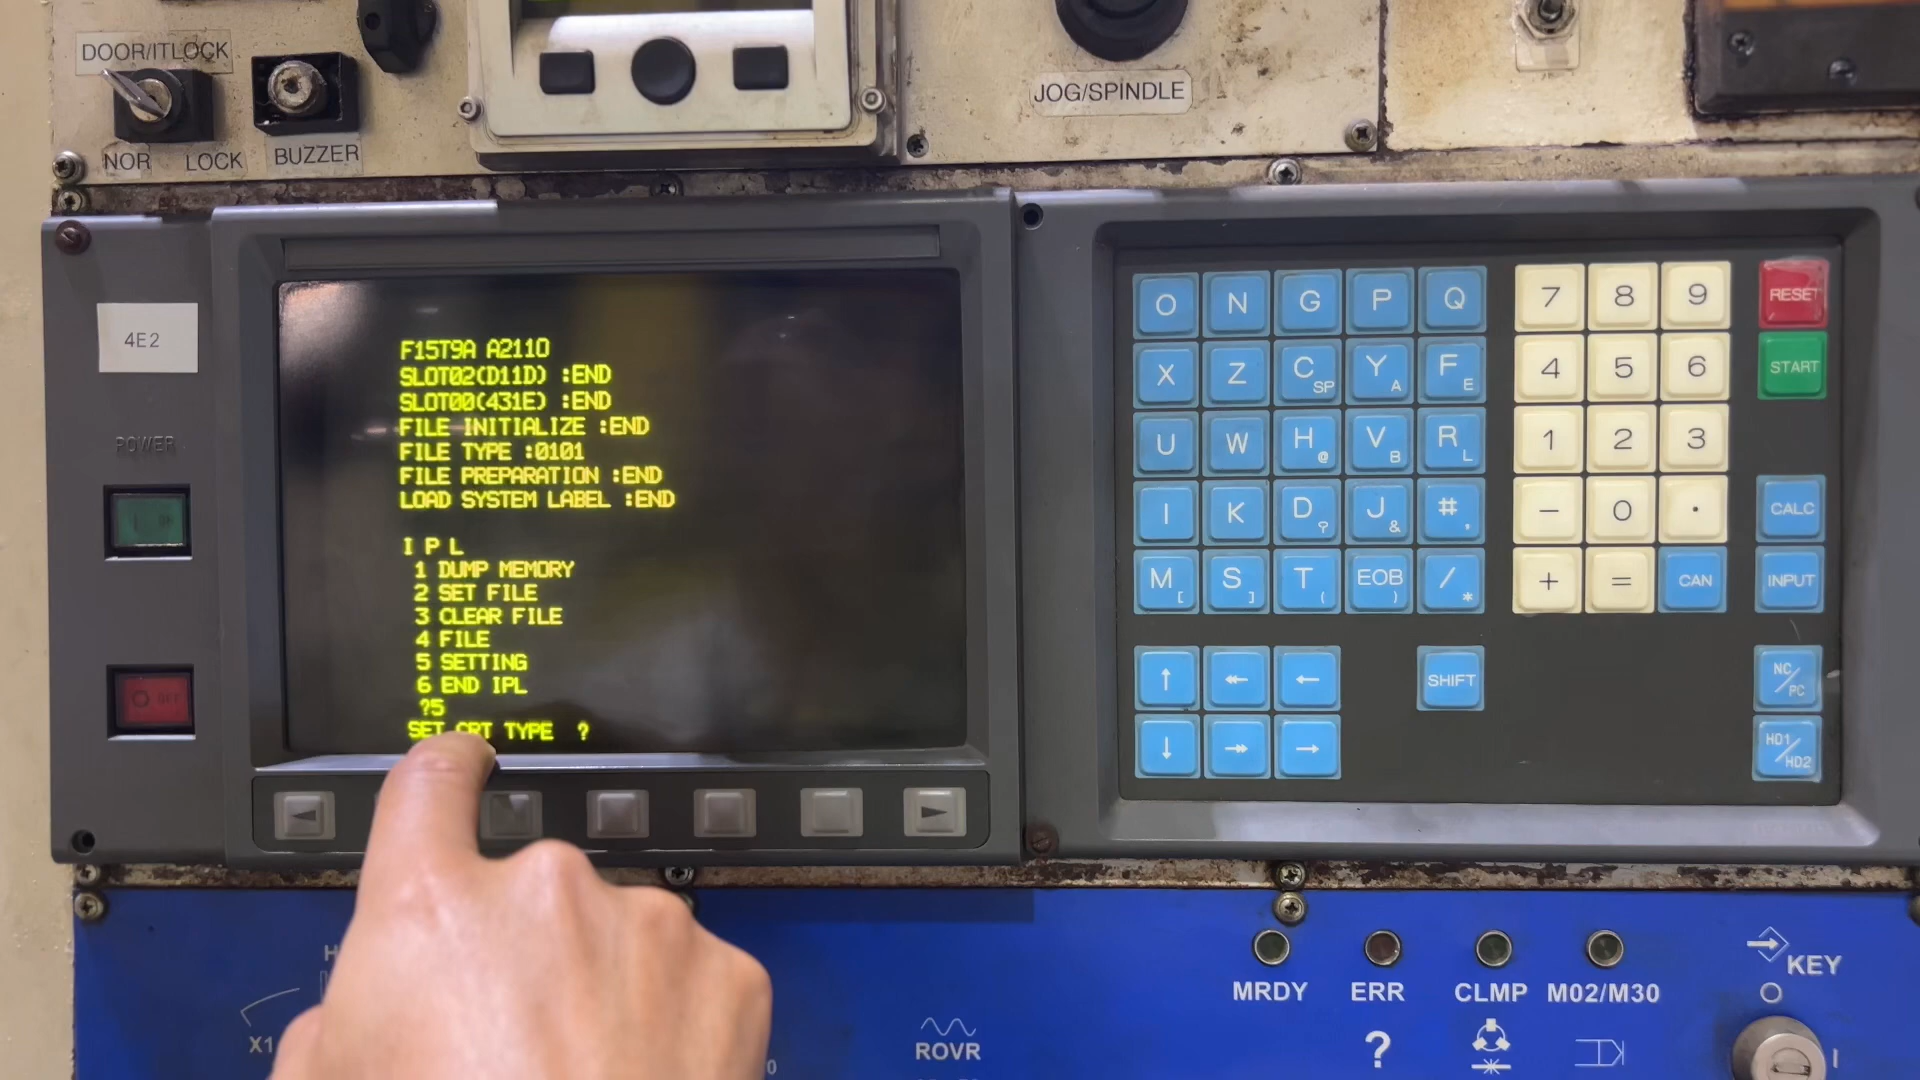 DOOR/ITLOCK
NOR LOCK BUZZER
JOG/SPINDLE
4E2
POWER
OFF
F15T9A A2110
SLOT02(D11D) :END
SLOT00(431E) :END
FILE INITIALIZE :END
FILE TYPE :0101
FILE PREPARATION :END
LOAD SYSTEM LABEL :END
I P L
1 DUMP MEMORY
2 SET FILE
3 CLEAR FILE
4 FILE
5 SETTING
6 END IPL
?5
SET CRT TYPE ?
O N G P Q 7 8 9 RESET
X Z C SP Y A F E 4 5 6 START
U W H @ V B R L 1 2 3
I K D ? J & # , - 0 . CALC
M [ S ] T ( EOB ) / * + = CAN INPUT
↑ ↞ ← SHIFT NC/PC
↓ ↠ → HD1/HD2
MRDY ERR CLMP M02/M30 KEY
X1
ROVR
?
I